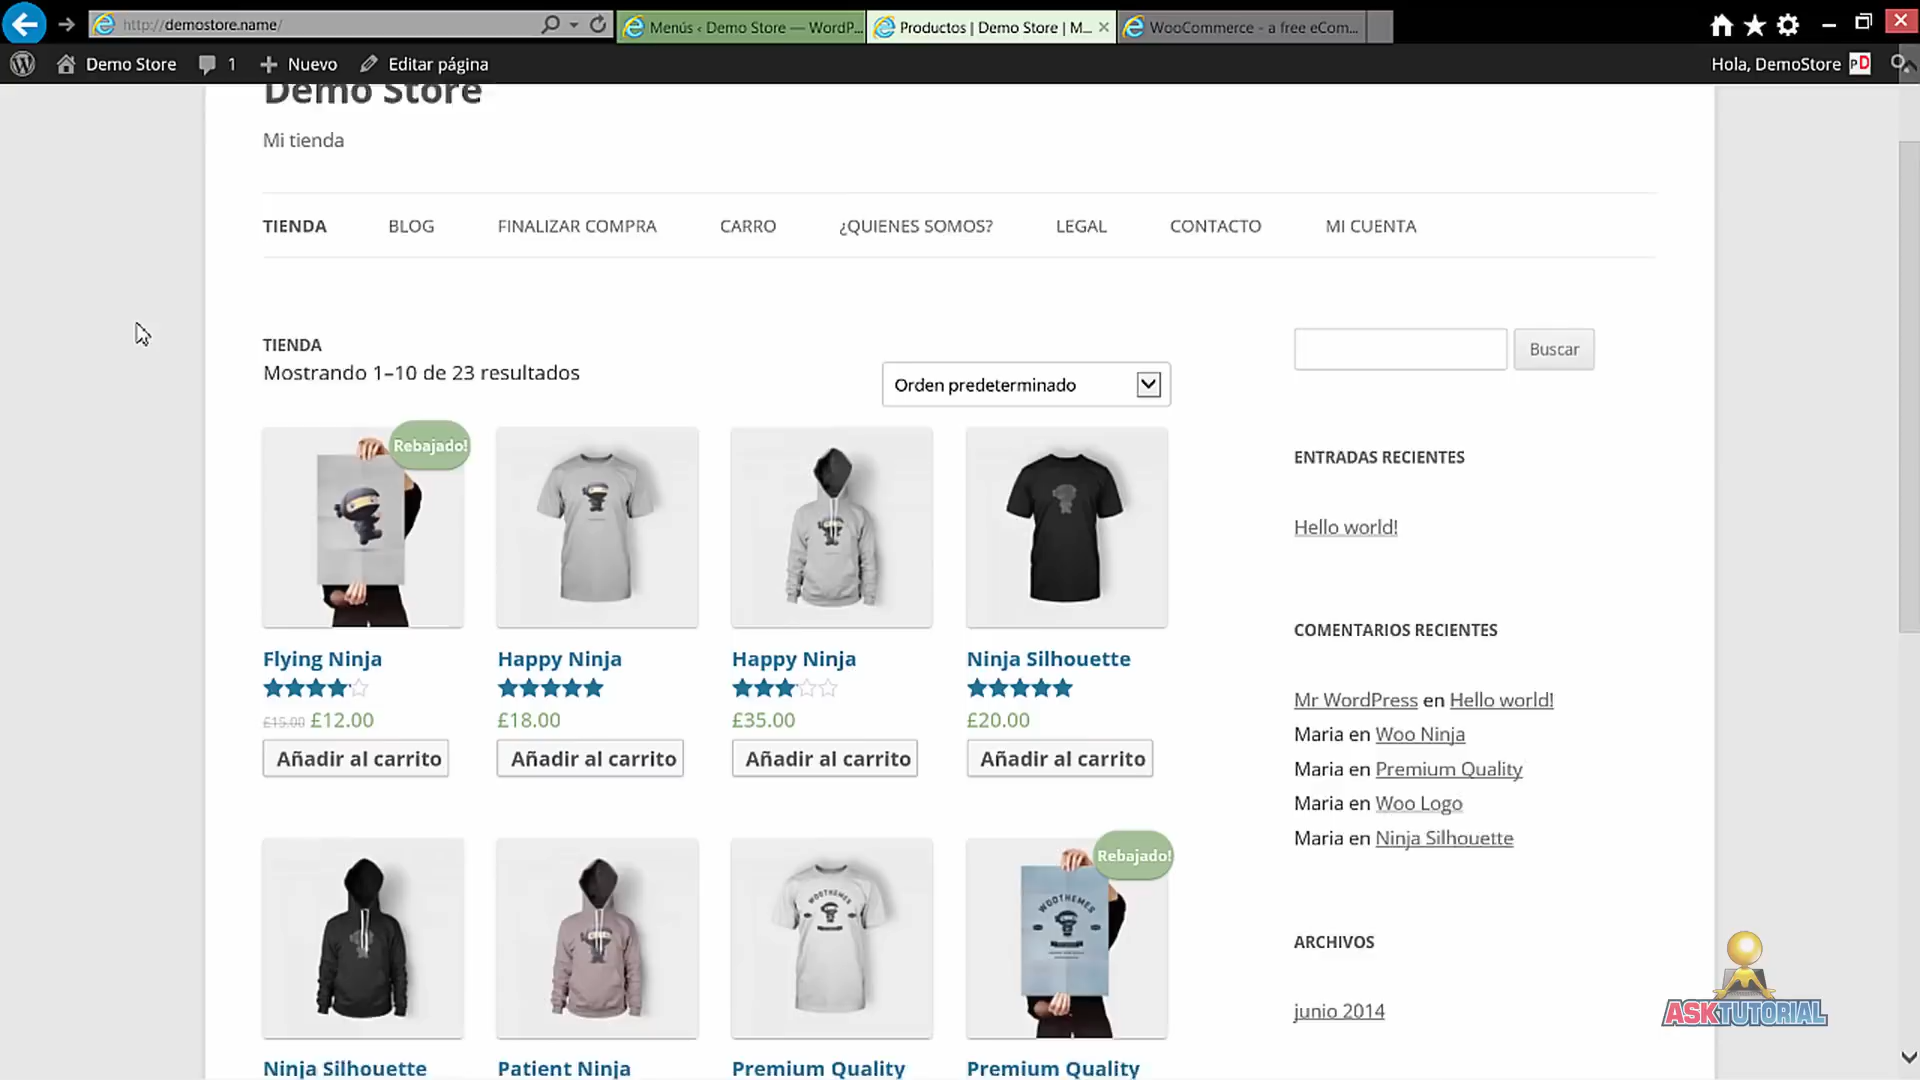 http://demostore.name/
Menús ‹ Demo Store — WordP...
Productos | Demo Store | M...
WooCommerce - a free eCom...
Demo Store
1
Nuevo
Editar página
Hola, DemoStore
Demo Store
Mi tienda
TIENDA
BLOG
FINALIZAR COMPRA
CARRO
¿QUIENES SOMOS?
LEGAL
CONTACTO
MI CUENTA
TIENDA
Mostrando 1–10 de 23 resultados
Orden predeterminado
Buscar
Rebajado!
Flying Ninja
£15.00 £12.00
Añadir al carrito
Happy Ninja
£18.00
Añadir al carrito
Happy Ninja
£35.00
Añadir al carrito
Ninja Silhouette
£20.00
Añadir al carrito
WOOTHEMES
WOOTHEMES
Rebajado!
Ninja Silhouette
Patient Ninja
Premium Quality
Premium Quality
ENTRADAS RECIENTES
Hello world!
COMENTARIOS RECIENTES
Mr WordPress en Hello world!
Maria en Woo Ninja
Maria en Premium Quality
Maria en Woo Logo
Maria en Ninja Silhouette
ARCHIVOS
junio 2014
ASKTUTORIAL